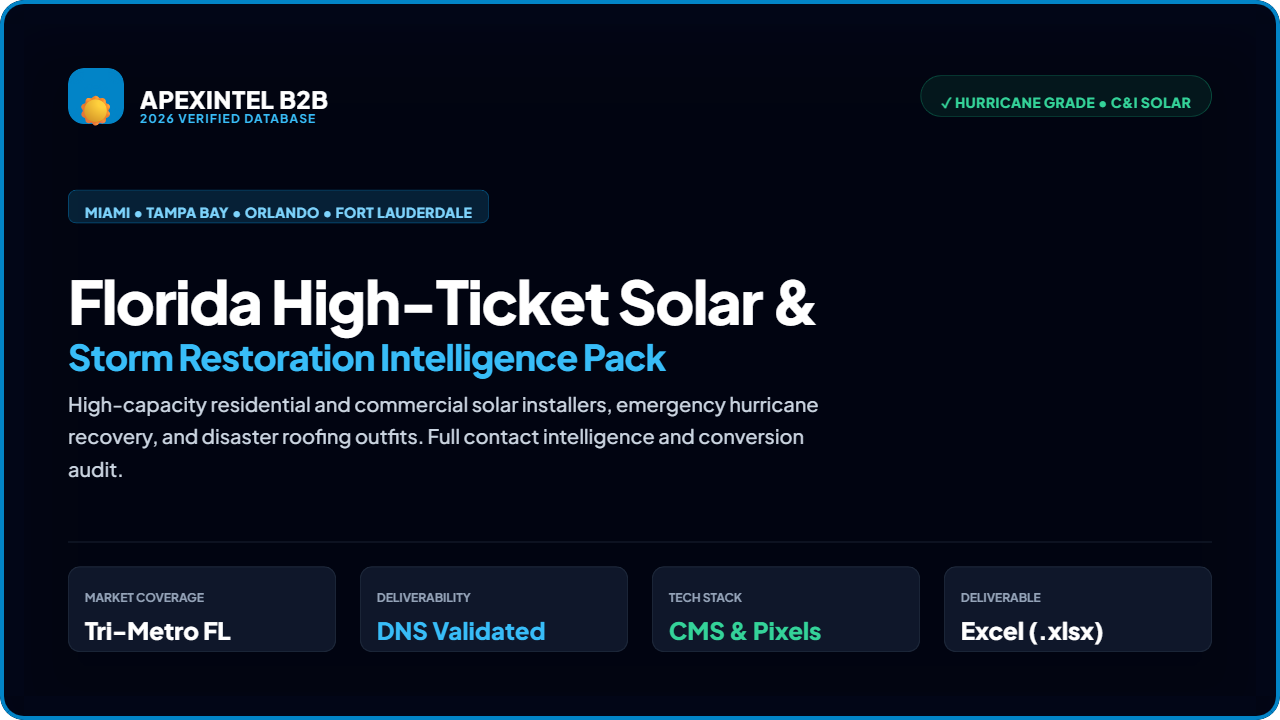 APEXINTEL B2B
2026 VERIFIED DATABASE
✓ HURRICANE GRADE ● C&I SOLAR
MIAMI ● TAMPA BAY ● ORLANDO ● FORT LAUDERDALE
Florida High-Ticket Solar &
Storm Restoration Intelligence Pack
High-capacity residential and commercial solar installers, emergency hurricane
recovery, and disaster roofing outfits. Full contact intelligence and conversion
audit.
MARKET COVERAGE
Tri-Metro FL
DELIVERABILITY
DNS Validated
TECH STACK
CMS & Pixels
DELIVERABLE
Excel (.xlsx)